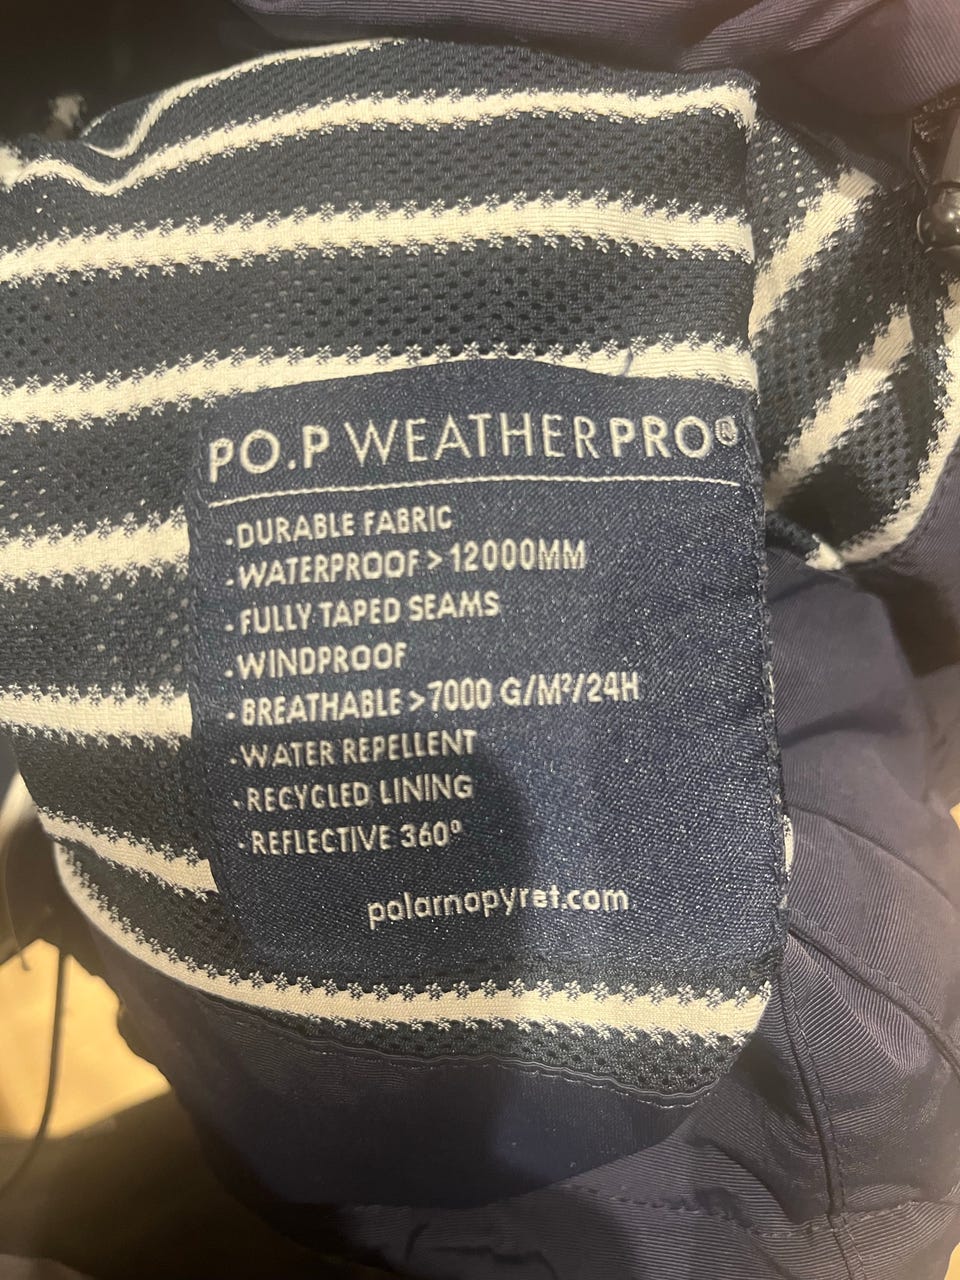 PO.P WEATHERPRO®
.DURABLE FABRIC
.WATERPROOF > 12000MM
.FULLY TAPED SEAMS
.WINDPROOF
.BREATHABLE > 7000 G/M²/24H
.WATER REPELLENT
.RECYCLED LINING
.REFLECTIVE 360º
polarnopyret.com